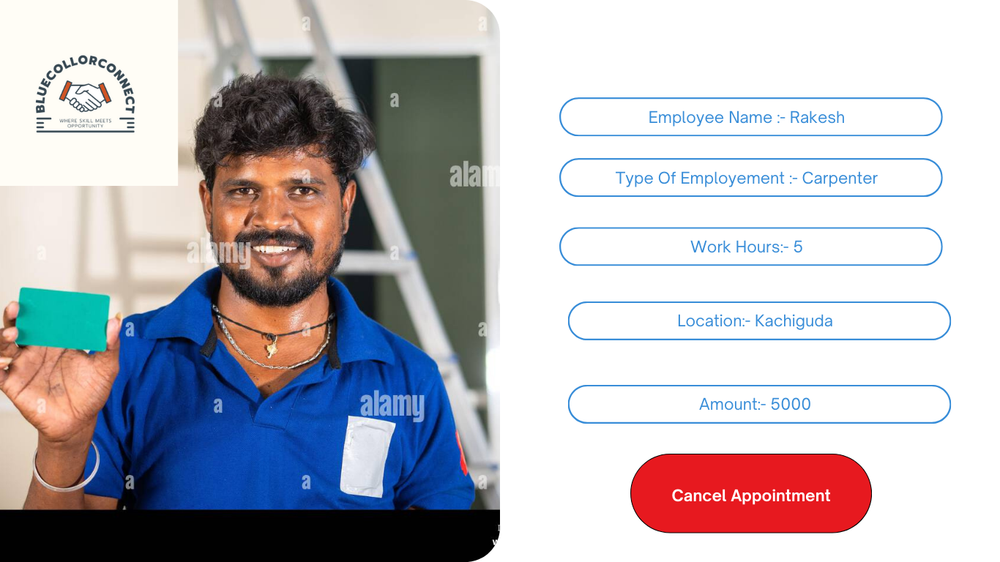 BLUECOLLORCONNECT
WHERE SKILL MEETS
OPPORTUNITY
a a
a a
alamy
alamy
a a
a a a
alamy
a a
a a a
Employee Name :- Rakesh
Type Of Employement :- Carpenter
Work Hours:- 5
Location:- Kachiguda
Amount:- 5000
Cancel Appointment